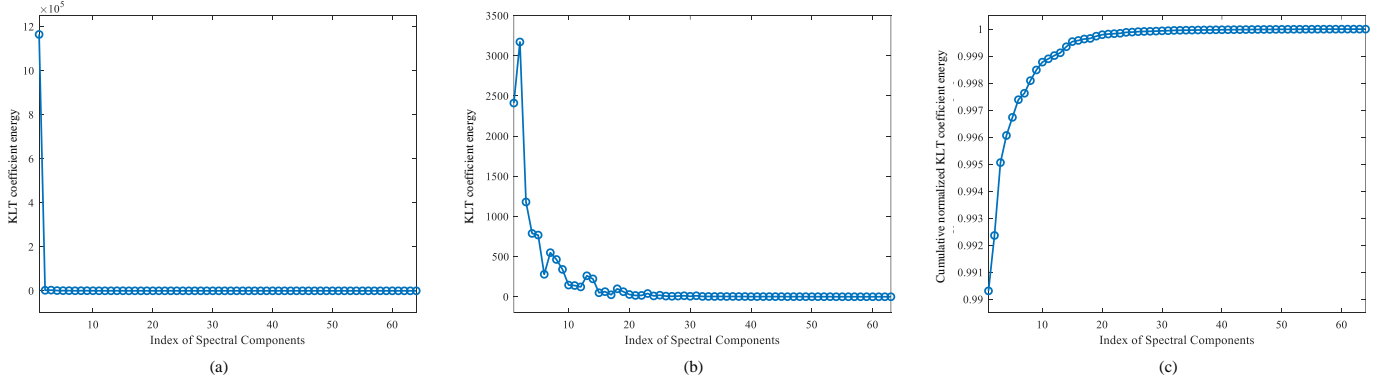 ×10⁵
12
10
8
6
4
2
0
KLT coefficient energy
10 20 30 40 50 60
Index of Spectral Components
(a)
3500
3000
2500
2000
1500
1000
500
0
KLT coefficient energy
10 20 30 40 50 60
Index of Spectral Components
(b)
1
0.999
0.998
0.997
0.996
0.995
0.994
0.993
0.992
0.991
0.99
Cumulative normalized KLT coefficient energy
10 20 30 40 50 60
Index of Spectral Components
(c)